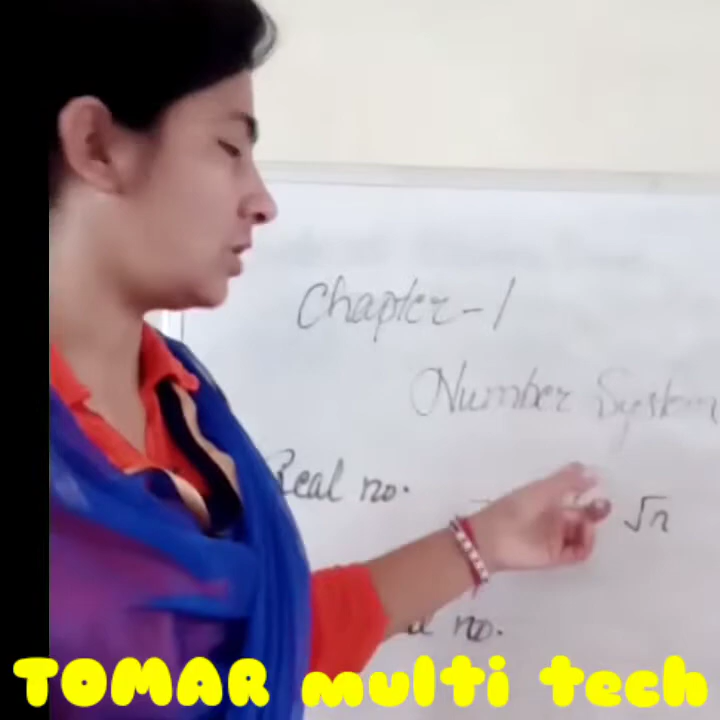 Chapter-1
Number System
Real no.
√n
no.
TOMAR multi tech